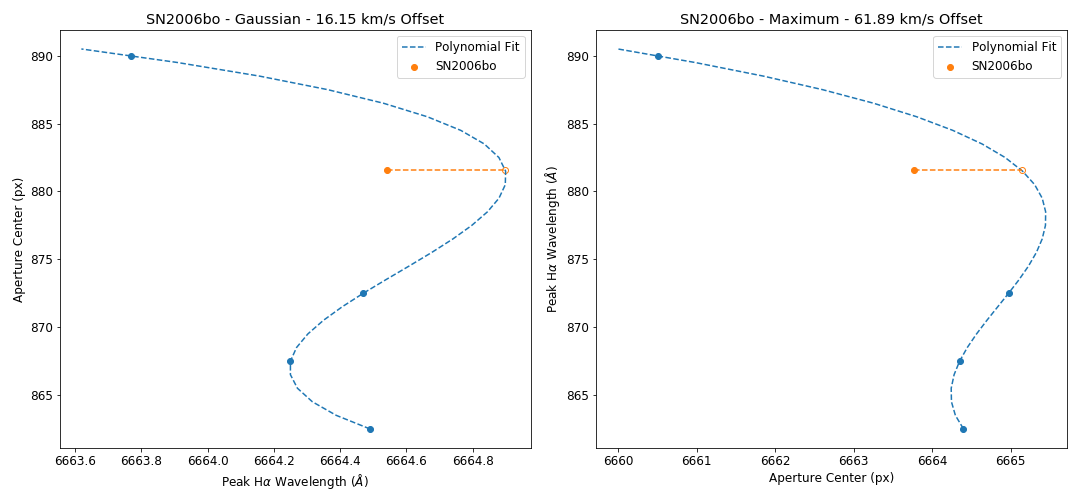 SN2006bo - Gaussian - 16.15 km/s Offset
Polynomial Fit
SN2006bo
890
885
880
875
870
865
Aperture Center (px)
6663.6 6663.8 6664.0 6664.2 6664.4 6664.6 6664.8
Peak Hα Wavelength (Å)
SN2006bo - Maximum - 61.89 km/s Offset
Polynomial Fit
SN2006bo
890
885
880
875
870
865
Peak Hα Wavelength (Å)
6660 6661 6662 6663 6664 6665
Aperture Center (px)